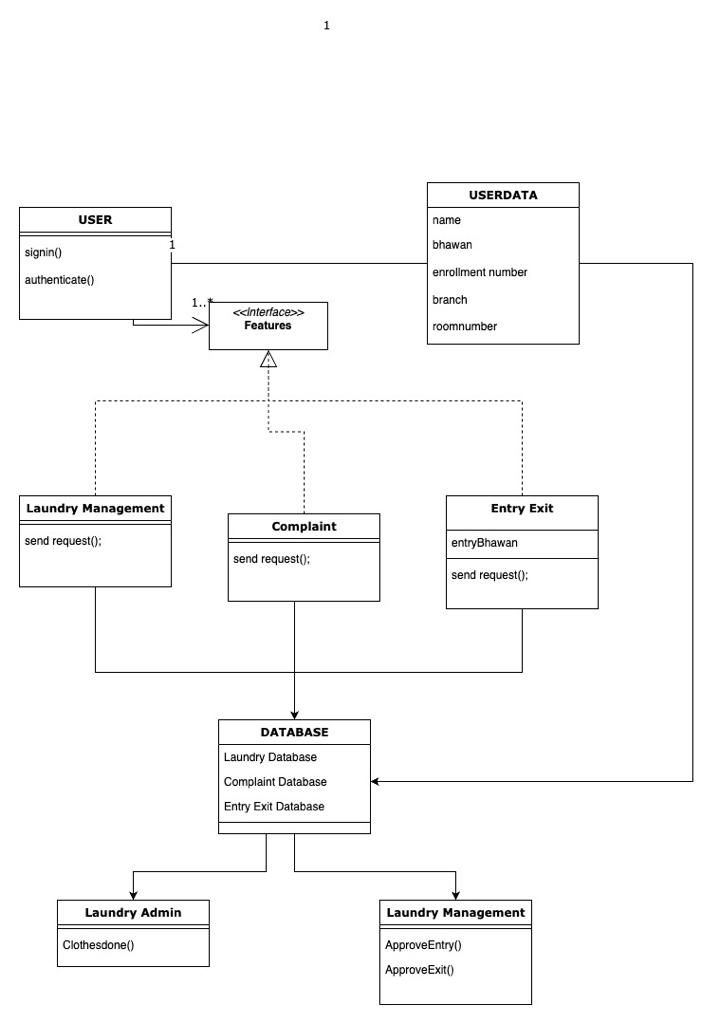 1
USER
signin()
authenticate()
1
USERDATA
name
bhawan
enrollment number
branch
roomnumber
1..*
<<interface>>
Features
Laundry Management
send request();
Complaint
send request();
Entry Exit
entryBhawan
send request();
DATABASE
Laundry Database
Complaint Database
Entry Exit Database
Laundry Admin
Clothesdone()
Laundry Management
ApproveEntry()
ApproveExit()